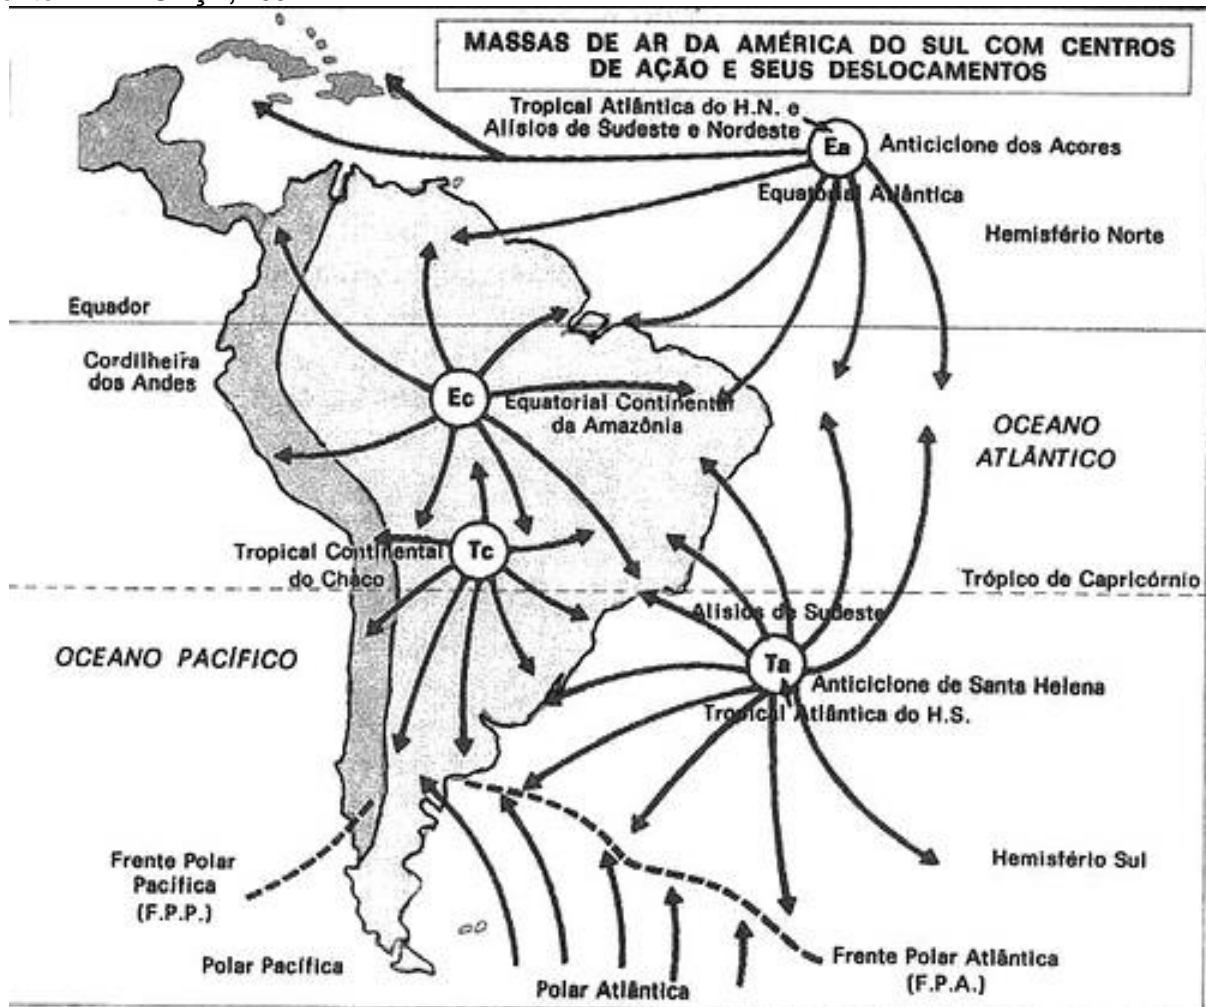 MASSAS DE AR DA AMÉRICA DO SUL COM CENTROS
DE AÇÃO E SEUS DESLOCAMENTOS
Tropical Atlântica do H.N. e
Alísios de Sudeste e Nordeste
Ea
Anticiclone dos Açores
Equatorial Atlântica
Hemisfério Norte
Equador
Cordilheira
dos Andes
Ec
Equatorial Continental
da Amazônia
OCEANO
ATLÂNTICO
Tropical Continental
do Chaco
Tc
Trópico de Capricórnio
Alísios de Sudeste
OCEANO PACÍFICO
Ta
Anticiclone de Santa Helena
Tropical Atlântica do H.S.
Frente Polar
Pacífica
(F.P.P.)
Hemisfério Sul
Polar Pacífica
Polar Atlântica
Frente Polar Atlântica
(F.P.A.)